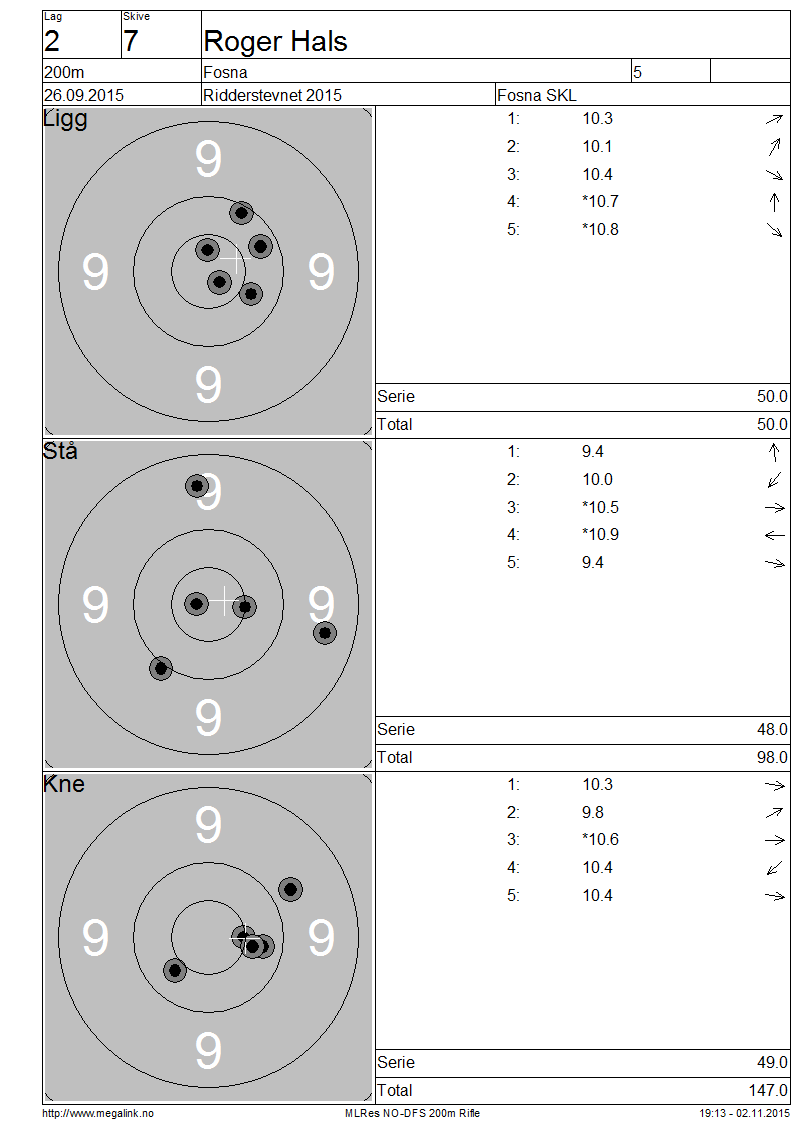 Lag Skive
2 7 Roger Hals
200m Fosna 5
26.09.2015 Ridderstevnet 2015 Fosna SKL
Ligg
9
9 9
9
1: 10.3
2: 10.1
3: 10.4
4: *10.7
5: *10.8
Serie 50.0
Total 50.0
Stå
9
9 9
9
1: 9.4
2: 10.0
3: *10.5
4: *10.9
5: 9.4
Serie 48.0
Total 98.0
Kne
9
9 9
9
1: 10.3
2: 9.8
3: *10.6
4: 10.4
5: 10.4
Serie 49.0
Total 147.0
http://www.megalink.no MLRes NO-DFS 200m Rifle 19:13 - 02.11.2015